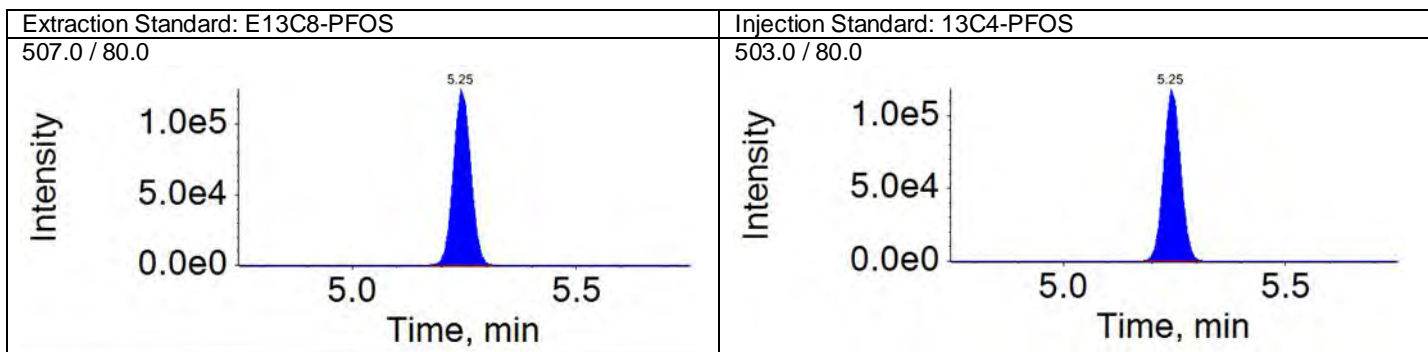 Extraction Standard: E13C8-PFOS
507.0 / 80.0
5.25
Intensity
1.0e5
5.0e4
0.0e0
5.0 5.5
Time, min
Injection Standard: 13C4-PFOS
503.0 / 80.0
5.25
Intensity
1.0e5
5.0e4
0.0e0
5.0 5.5
Time, min